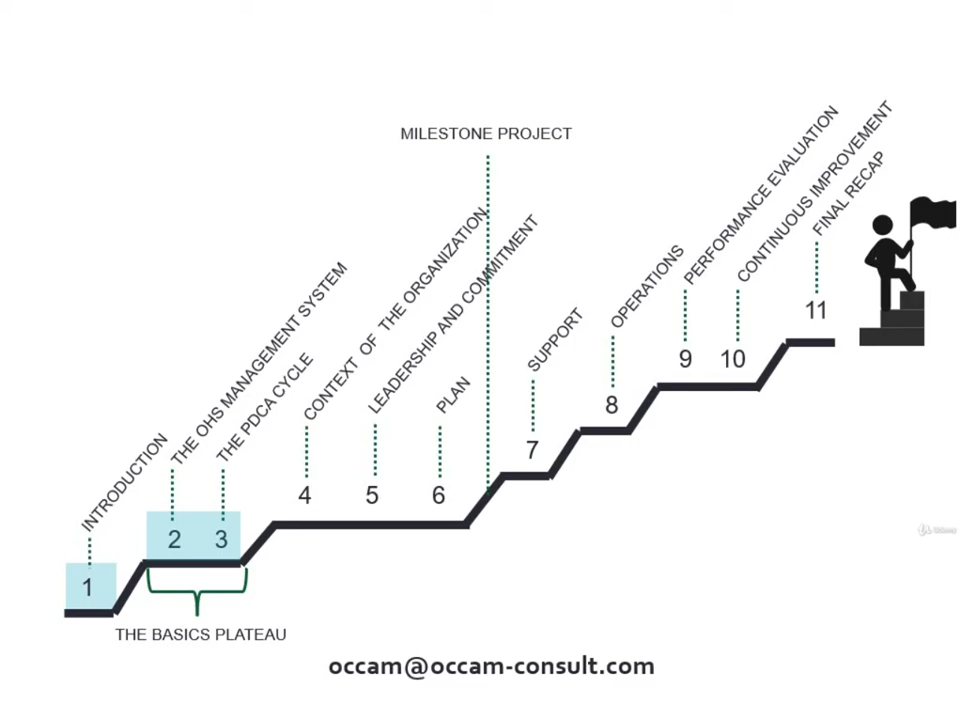 MILESTONE PROJECT
INTRODUCTION
THE OHS MANAGEMENT SYSTEM
THE PDCA CYCLE
CONTEXT OF THE ORGANIZATION
LEADERSHIP AND COMMITMENT
PLAN
SUPPORT
OPERATIONS
PERFORMANCE EVALUATION
CONTINUOUS IMPROVEMENT
FINAL RECAP
1
2
3
4
5
6
7
8
9
10
11
THE BASICS PLATEAU
occam@occam-consult.com